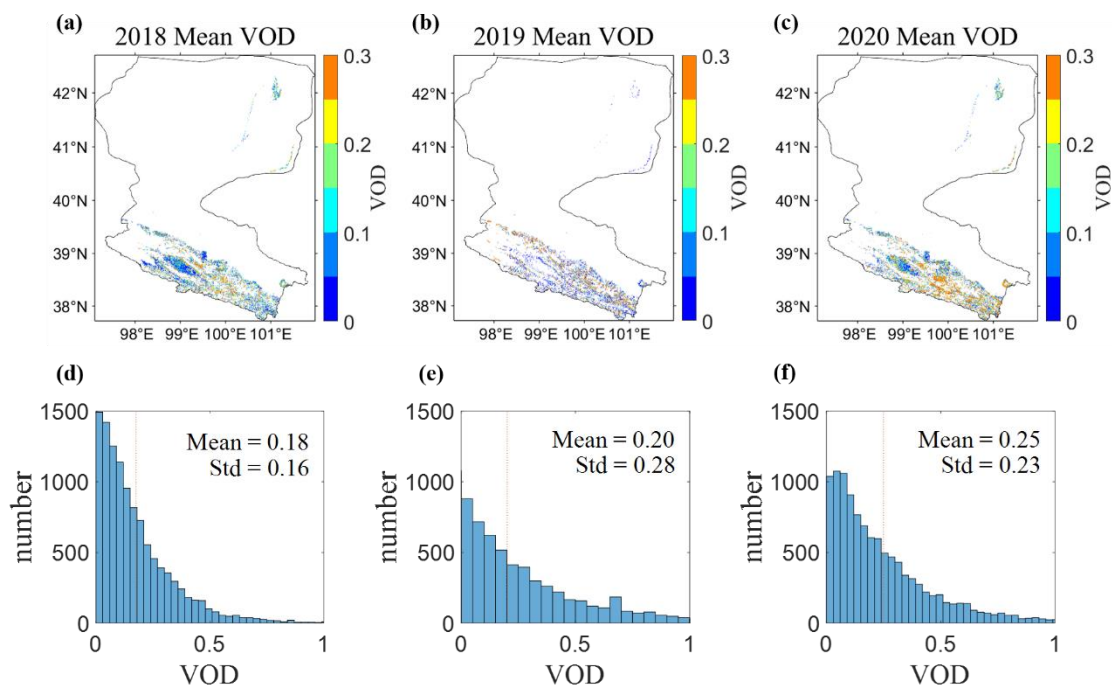 (a)
2018 Mean VOD
42°N
41°N
40°N
39°N
38°N
98°E 99°E 100°E 101°E
0.3
0.2
0.1
0
VOD
(b)
2019 Mean VOD
42°N
41°N
40°N
39°N
38°N
98°E 99°E 100°E 101°E
0.3
0.2
0.1
0
VOD
(c)
2020 Mean VOD
42°N
41°N
40°N
39°N
38°N
98°E 99°E 100°E 101°E
0.3
0.2
0.1
0
VOD
(d)
1500
1000
500
0
number
Mean = 0.18
Std = 0.16
0 0.5 1
VOD
(e)
1500
1000
500
0
number
Mean = 0.20
Std = 0.28
0 0.5 1
VOD
(f)
1500
1000
500
0
number
Mean = 0.25
Std = 0.23
0 0.5 1
VOD